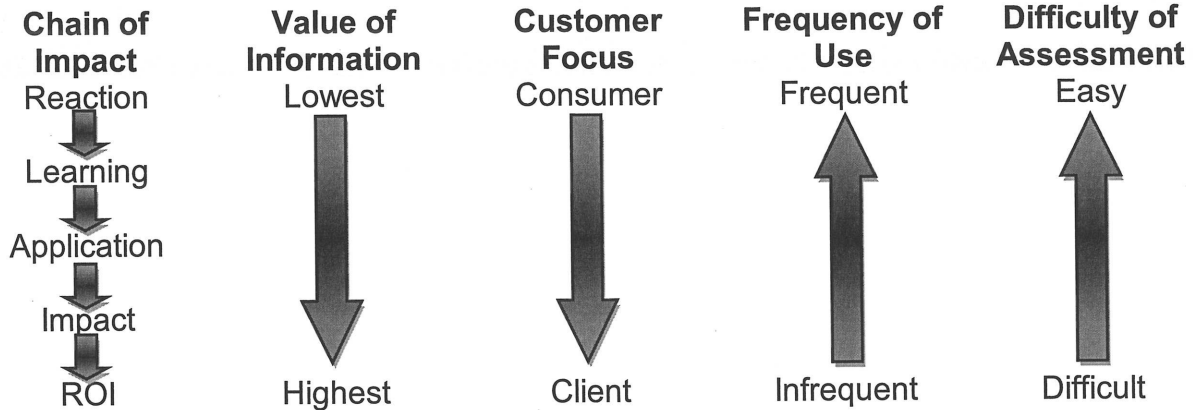 Chain of
Impact
Reaction
Learning
Application
Impact
ROI
Value of
Information
Lowest
Highest
Customer
Focus
Consumer
Client
Frequency of
Use
Frequent
Infrequent
Difficulty of
Assessment
Easy
Difficult